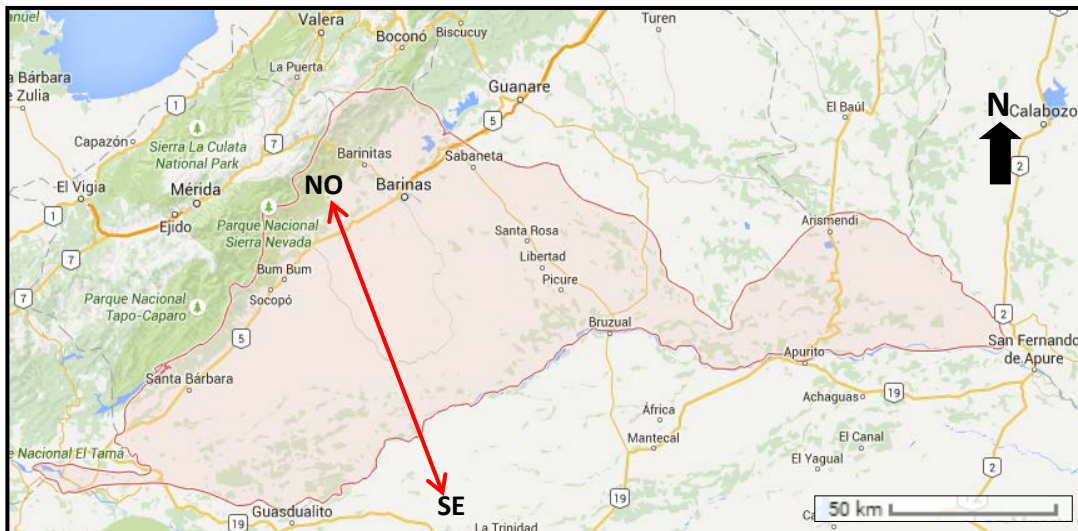 Valera
Boconó
Biscucuy
Turen
La Puerta
Guanare
a Bárbara
e Zulia
1
5
El Baúl
N
Calabozo
Capazón
Sierra La Culata
National Park
7
Barinitas
Sabaneta
2
El Vigia
Mérida
NO
Barinas
1
Ejido
Parque Nacional
Sierra Nevada
Arismendi
Santa Rosa
Libertad
7
Bum Bum
Picure
Socopó
Parque Nacional
Tapo-Caparo
7
5
Bruzual
2
San Fernando
de Apure
Apurito
Santa Bárbara
19
Achaguas
África
Mantecal
El Canal
e Nacional El Tamá
El Yagual
2
SE
19
50 km
19
Guasdualito
La Trinidad